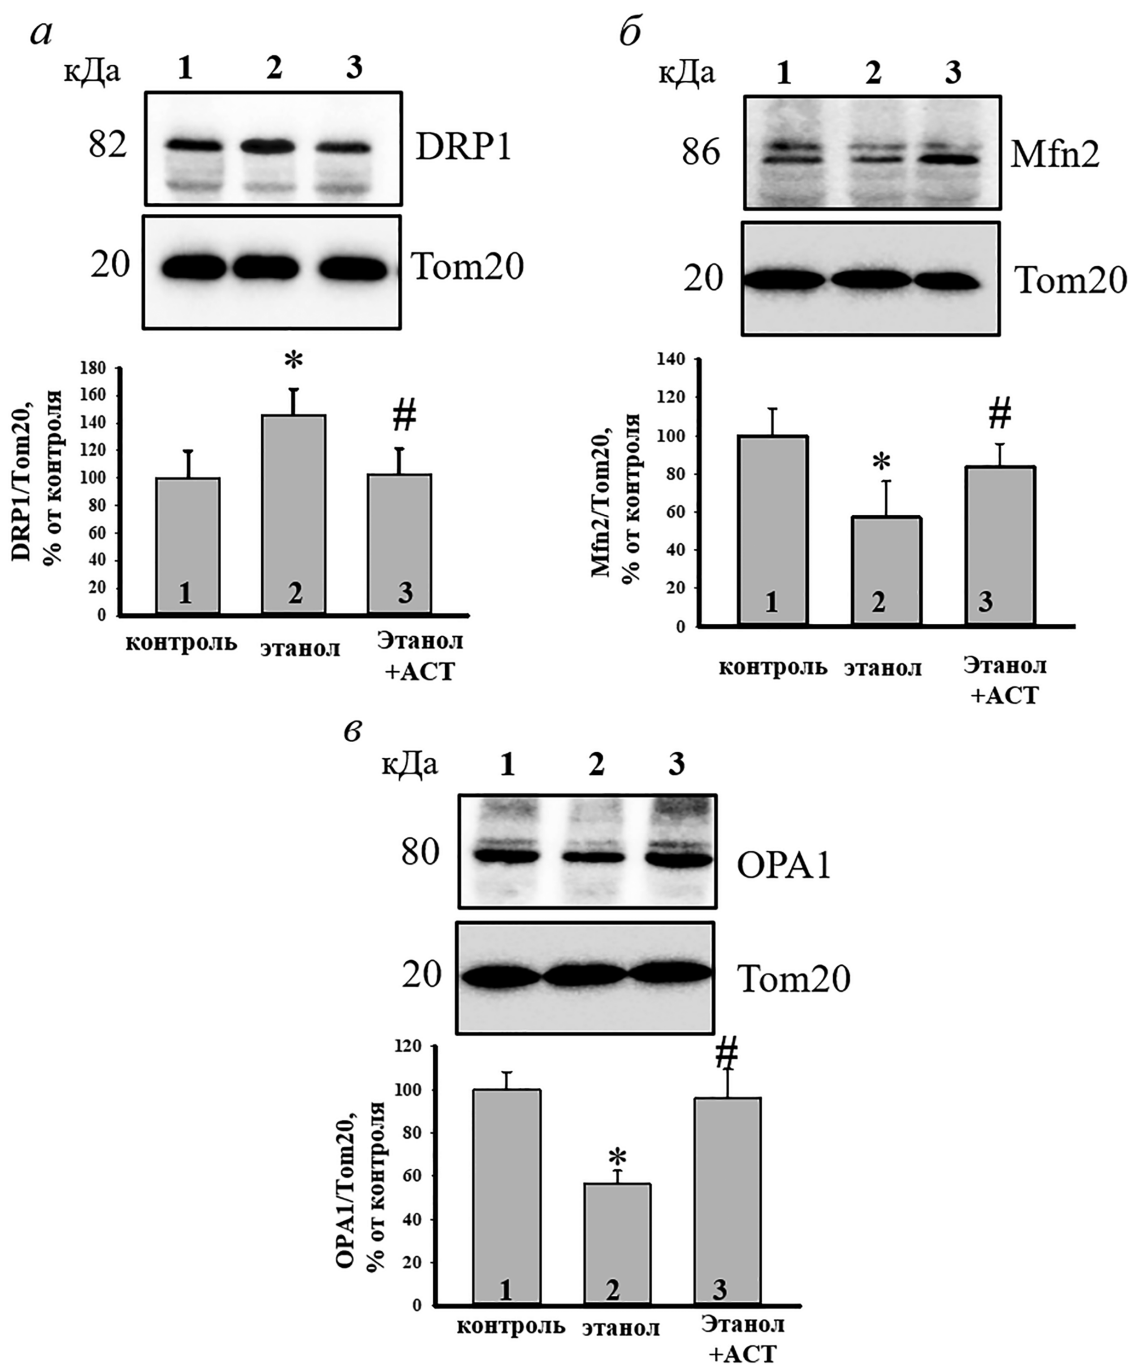 а
кДа 1 2 3
82 DRP1
20 Tom20
DRP1/Tom20,
% от контроля
180
160
140
120
100
80
60
40
20
0
*
#
1 2 3
контроль этанол Этанол
+АСТ
б
кДа 1 2 3
86 Mfn2
20 Tom20
Mfn2/Tom20,
% от контроля
140
120
100
80
60
40
20
0
*
#
1 2 3
контроль этанол Этанол
+АСТ
в
кДа 1 2 3
80 OPA1
20 Tom20
OPA1/Tom20,
% от контроля
120
100
80
60
40
20
0
*
#
1 2 3
контроль этанол Этанол
+АСТ